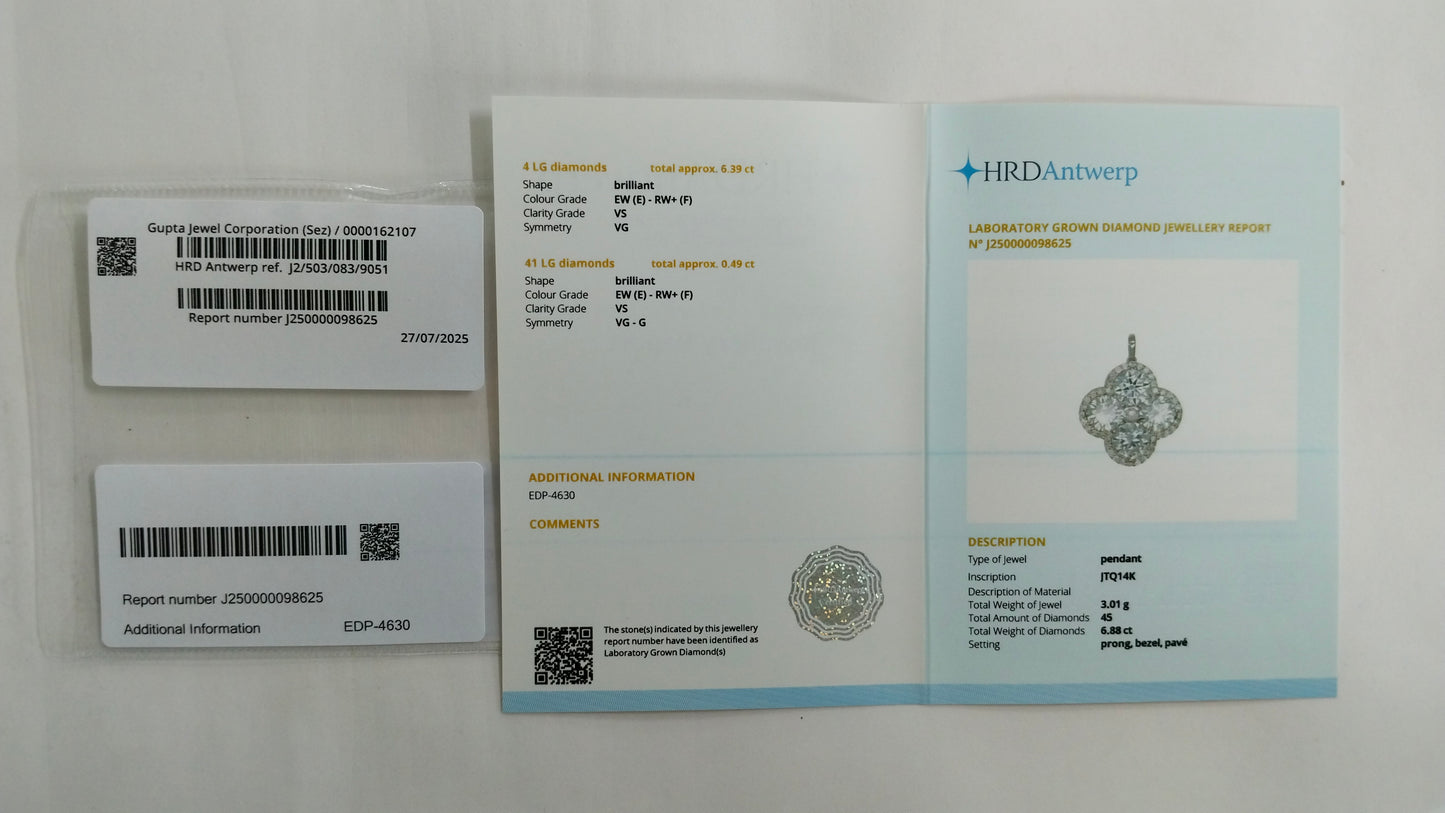 Gupta Jewel Corporation (Sez) / 0000162107
HRD Antwerp ref. J2/503/083/9051
Report number J250000098625
27/07/2025
Report number J250000098625
Additional Information EDP-4630
4 LG diamonds total approx. 6.39 ct
Shape brilliant
Colour Grade EW (E) - RW+ (F)
Clarity Grade VS
Symmetry VG
41 LG diamonds total approx. 0.49 ct
Shape brilliant
Colour Grade EW (E) - RW+ (F)
Clarity Grade VS
Symmetry VG - G
ADDITIONAL INFORMATION
EDP-4630
COMMENTS
The stone(s) indicated by this jewellery
report number have been identified as
Laboratory Grown Diamond(s)
HRDAntwerp
LABORATORY GROWN DIAMOND JEWELLERY REPORT
N° J250000098625
DESCRIPTION
Type of Jewel pendant
Inscription JTQ14K
Description of Material
Total Weight of Jewel 3.01 g
Total Amount of Diamonds 45
Total Weight of Diamonds 6.88 ct
Setting prong, bezel, pavé